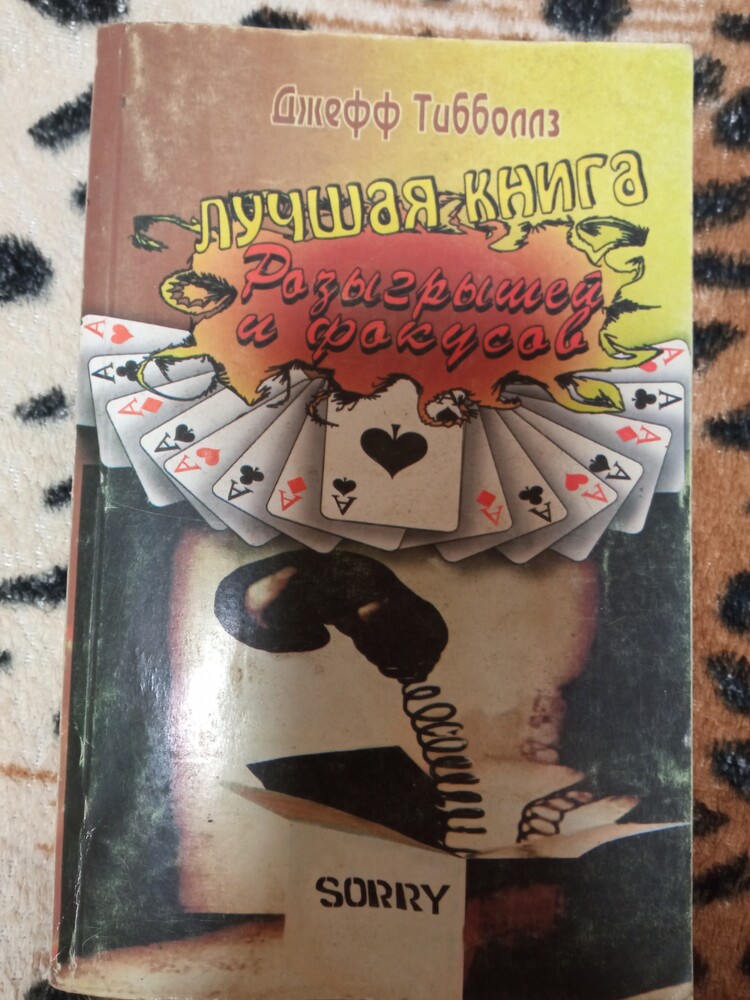 Джефф Тибболлз
ЛУЧШАЯ КНИГА
Розыгрышей
и фокусов
A A A A A A A A A A A A A A
SORRY